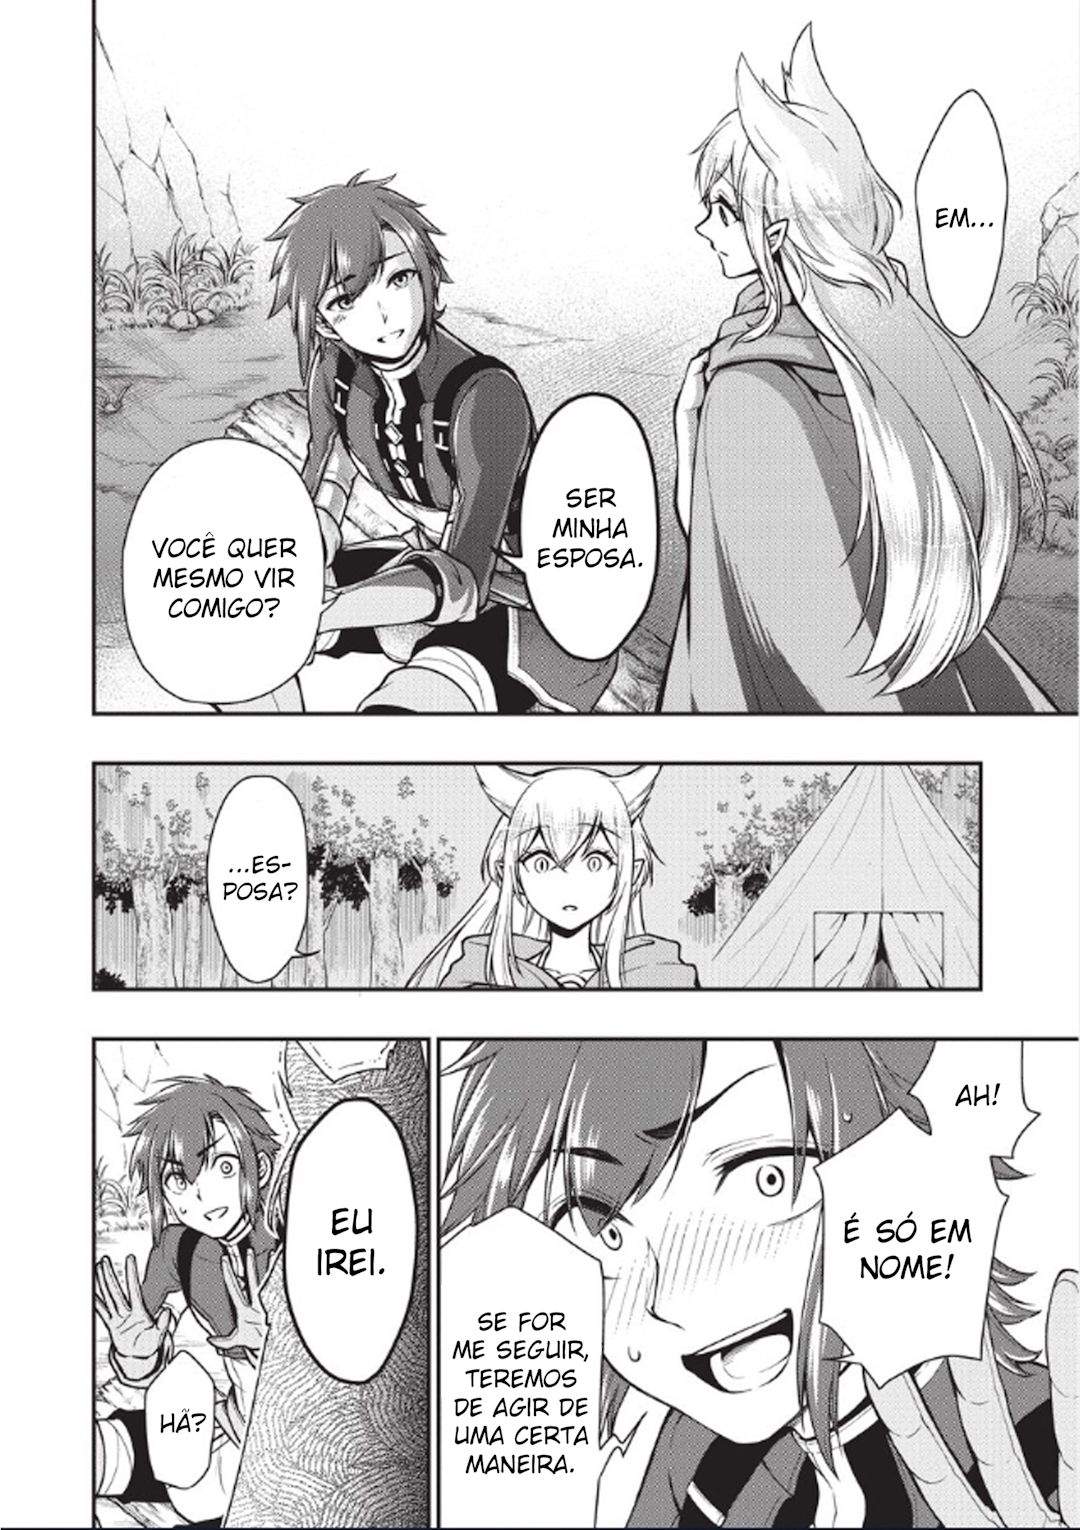 EM...
SER
MINHA
ESPOSA.
VOCÊ QUER
MESMO VIR
COMIGO?
...ES-
POSA?
AH!
É SÓ EM
NOME!
SE FOR
ME SEGUIR,
TEREMOS
DE AGIR DE
UMA CERTA
MANEIRA.
EU
IREI.
HÃ?